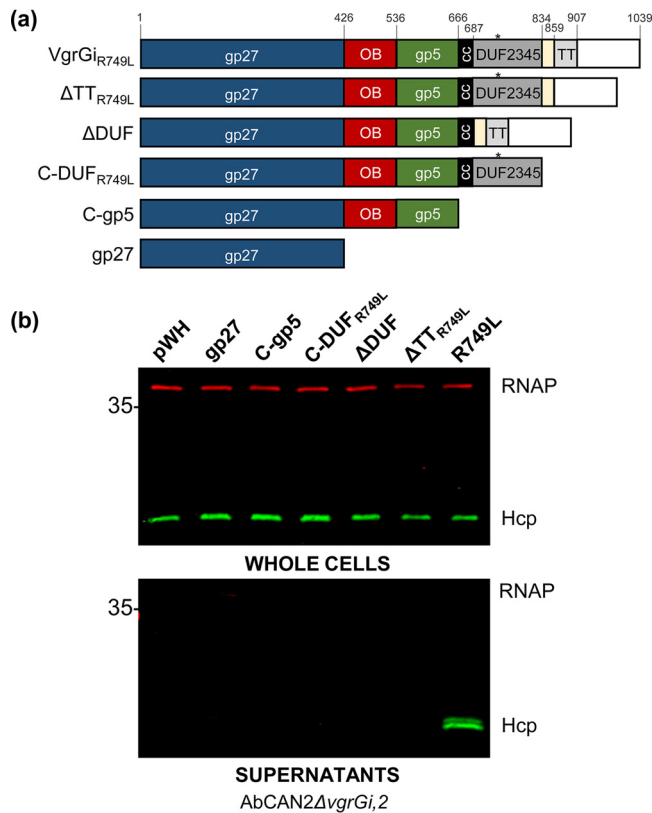 (a)
1 426 536 666 687 834 859 907 1039
VgrGiR749L gp27 OB gp5 CC DUF2345 * TT
ΔTTR749L gp27 OB gp5 CC DUF2345 *
ΔDUF gp27 OB gp5 CC TT
C-DUFR749L gp27 OB gp5 CC DUF2345 *
C-gp5 gp27 OB gp5
gp27 gp27
(b)
pWH gp27 C-gp5 C-DUFR749L ΔDUF ΔTTR749L R749L
RNAP
35
Hcp
WHOLE CELLS
RNAP
35
Hcp
SUPERNATANTS
AbCAN2ΔvgrGi,2